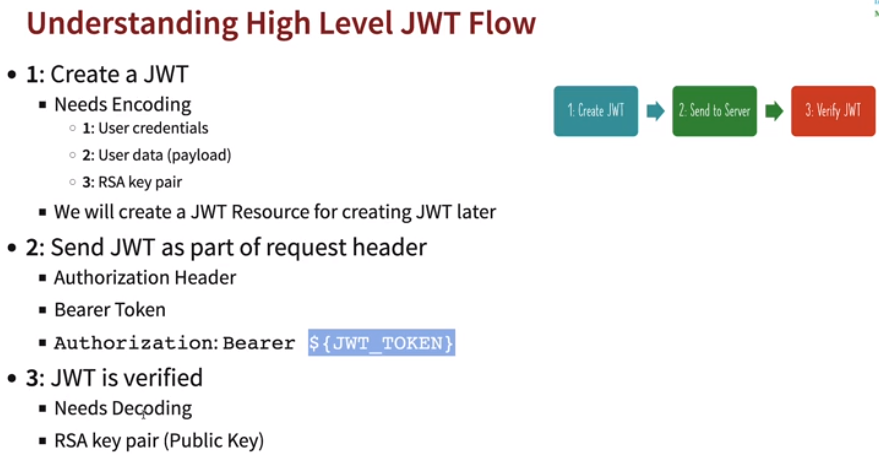 Understanding High Level JWT Flow
• 1: Create a JWT
▪ Needs Encoding
○ 1: User credentials
○ 2: User data (payload)
○ 3: RSA key pair
▪ We will create a JWT Resource for creating JWT later
• 2: Send JWT as part of request header
▪ Authorization Header
▪ Bearer Token
▪ Authorization: Bearer ${JWT_TOKEN}
• 3: JWT is verified
▪ Needs Decoding
▪ RSA key pair (Public Key)
1: Create JWT
2: Send to Server
3: Verify JWT